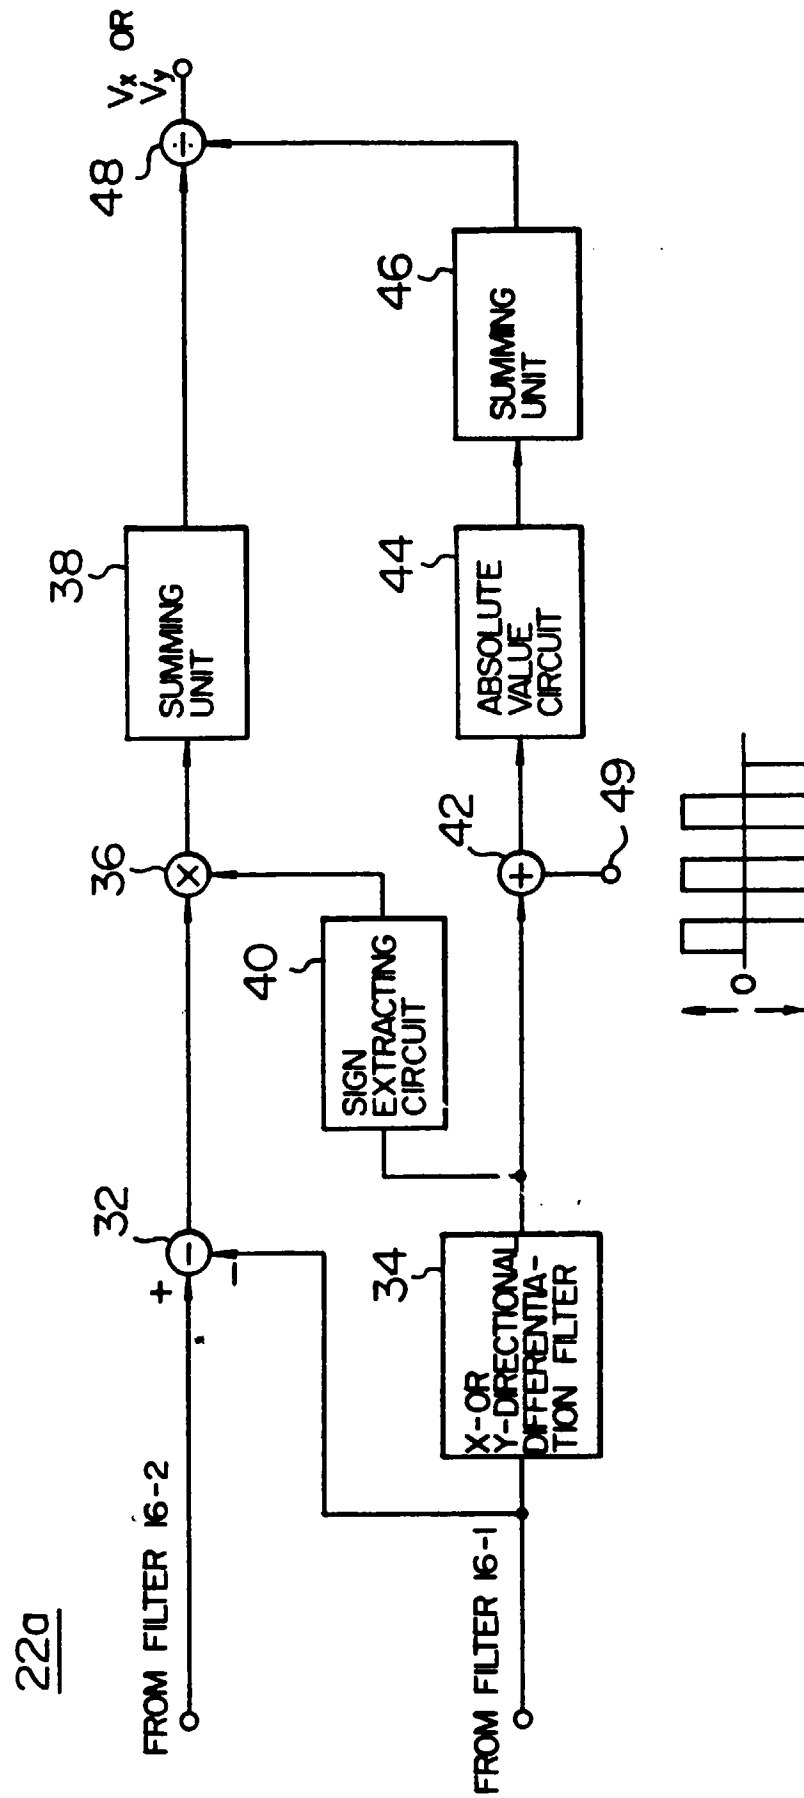 22a
FROM FILTER 16-2
+
−
32
−
36
×
38
SUMMING
UNIT
48
÷
Vx OR
Vy
40
SIGN
EXTRACTING
CIRCUIT
FROM FILTER 16-1
34
X-OR
Y-DIRECTIONAL
DIFFERENTIA-
TION FILTER
42
+
49
44
ABSOLUTE
VALUE
CIRCUIT
46
SUMMING
UNIT
0